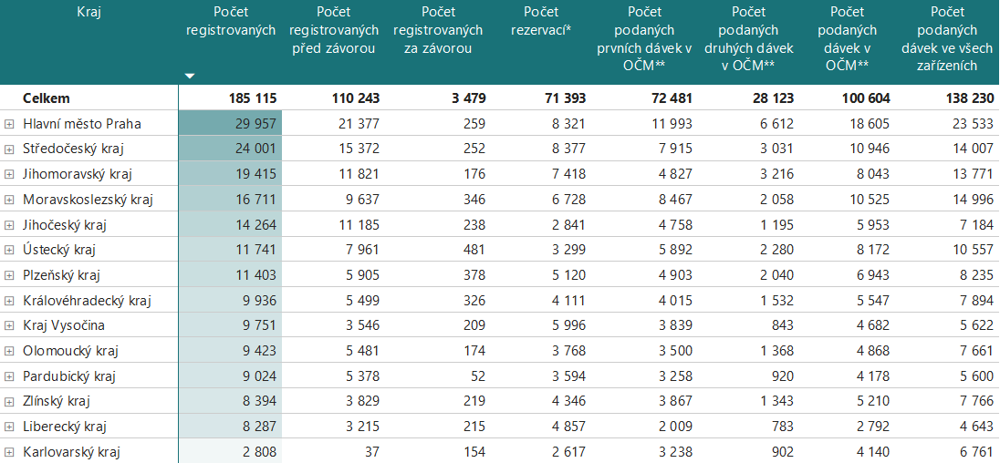 Kraj Počet registrovaných Počet registrovaných před závorou Počet registrovaných za závorou Počet rezervací* Počet podaných prvních dávek v OČM** Počet podaných druhých dávek v OČM** Počet podaných dávek v OČM** Počet podaných dávek ve všech zařízeních
Celkem 185 115 110 243 3 479 71 393 72 481 28 123 100 604 138 230
Hlavní město Praha 29 957 21 377 259 8 321 11 993 6 612 18 605 23 533
Středočeský kraj 24 001 15 372 252 8 377 7 915 3 031 10 946 14 007
Jihomoravský kraj 19 415 11 821 176 7 418 4 827 3 216 8 043 13 771
Moravskoslezský kraj 16 711 9 637 346 6 728 8 467 2 058 10 525 14 996
Jihočeský kraj 14 264 11 185 238 2 841 4 758 1 195 5 953 7 184
Ústecký kraj 11 741 7 961 481 3 299 5 892 2 280 8 172 10 557
Plzeňský kraj 11 403 5 905 378 5 120 4 903 2 040 6 943 8 235
Královéhradecký kraj 9 936 5 499 326 4 111 4 015 1 532 5 547 7 894
Kraj Vysočina 9 751 3 546 209 5 996 3 839 843 4 682 5 622
Olomoucký kraj 9 423 5 481 174 3 768 3 500 1 368 4 868 7 661
Pardubický kraj 9 024 5 378 52 3 594 3 258 920 4 178 5 600
Zlínský kraj 8 394 3 829 219 4 346 3 867 1 343 5 210 7 766
Liberecký kraj 8 287 3 215 215 4 857 2 009 783 2 792 4 643
Karlovarský kraj 2 808 37 154 2 617 3 238 902 4 140 6 761